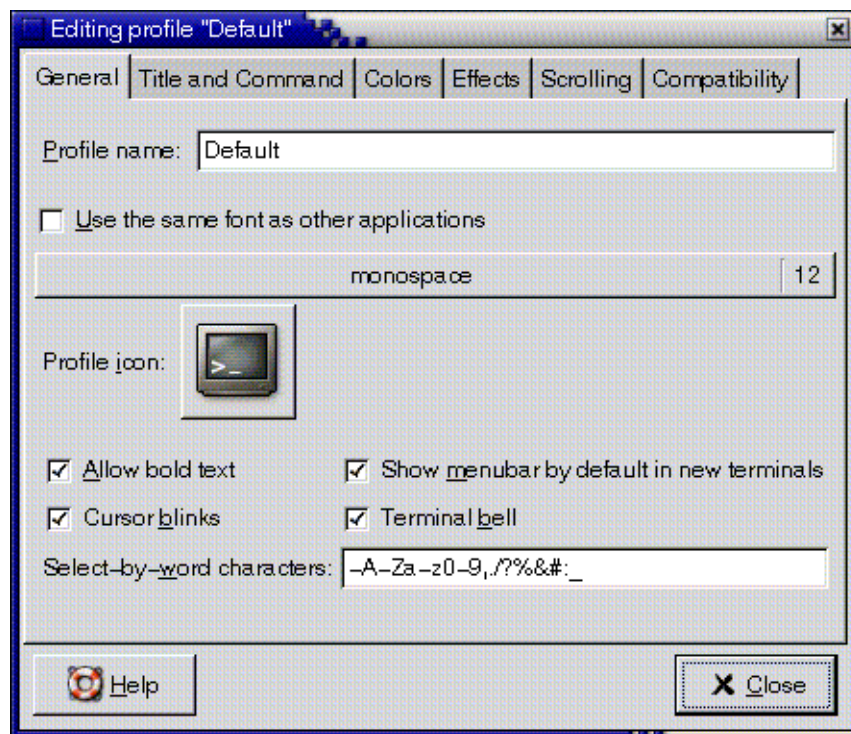 Editing profile "Default"
General Title and Command Colors Effects Scrolling Compatibility
Profile name: Default
Use the same font as other applications
monospace 12
>_
Profile icon:
Allow bold text Show menubar by default in new terminals
Cursor blinks Terminal bell
Select-by-word characters: -A-Za-z0-9,./?%&#:_
Help Close